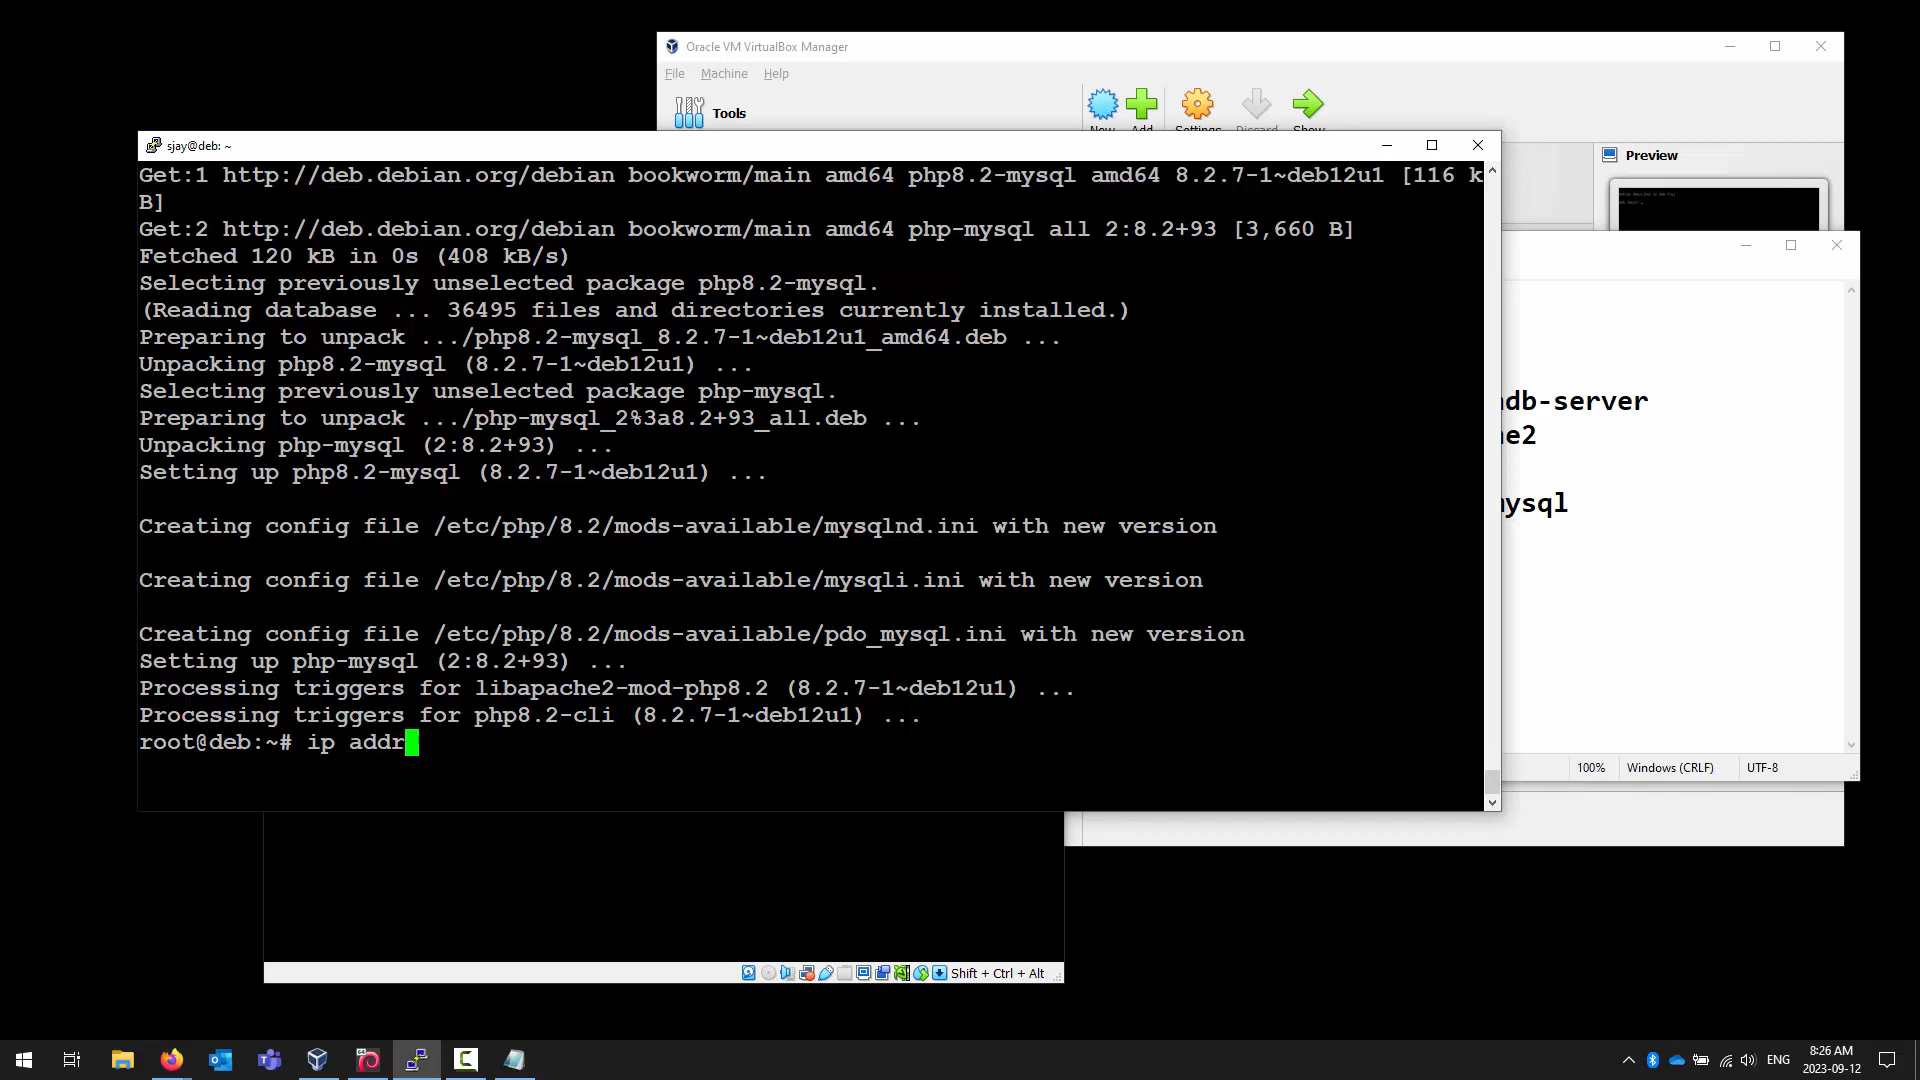 Oracle VM VirtualBox Manager
File Machine Help
Tools
New Add Settings Discard Show
sjay@deb: ~
Preview
Get:1 http://deb.debian.org/debian bookworm/main amd64 php8.2-mysql amd64 8.2.7-1~deb12u1 [116 k
B]
Get:2 http://deb.debian.org/debian bookworm/main amd64 php-mysql all 2:8.2+93 [3,660 B]
Fetched 120 kB in 0s (408 kB/s)
Selecting previously unselected package php8.2-mysql.
(Reading database ... 36495 files and directories currently installed.)
Preparing to unpack .../php8.2-mysql_8.2.7-1~deb12u1_amd64.deb ...
Unpacking php8.2-mysql (8.2.7-1~deb12u1) ...
Selecting previously unselected package php-mysql.
Preparing to unpack .../php-mysql_2%3a8.2+93_all.deb ...
Unpacking php-mysql (2:8.2+93) ...
Setting up php8.2-mysql (8.2.7-1~deb12u1) ...
Creating config file /etc/php/8.2/mods-available/mysqlnd.ini with new version
Creating config file /etc/php/8.2/mods-available/mysqli.ini with new version
Creating config file /etc/php/8.2/mods-available/pdo_mysql.ini with new version
Setting up php-mysql (2:8.2+93) ...
Processing triggers for libapache2-mod-php8.2 (8.2.7-1~deb12u1) ...
Processing triggers for php8.2-cli (8.2.7-1~deb12u1) ...
root@deb:~# ip addr
db-server
e2
mysql
100% Windows (CRLF) UTF-8
Shift + Ctrl + Alt
ENG
8:26 AM
2023-09-12